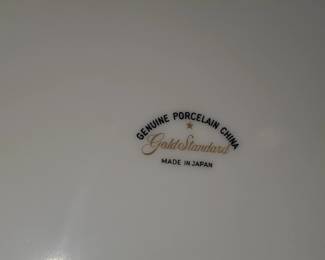 GENUINE PORCELAIN CHINA
Gold Standard
MADE IN JAPAN